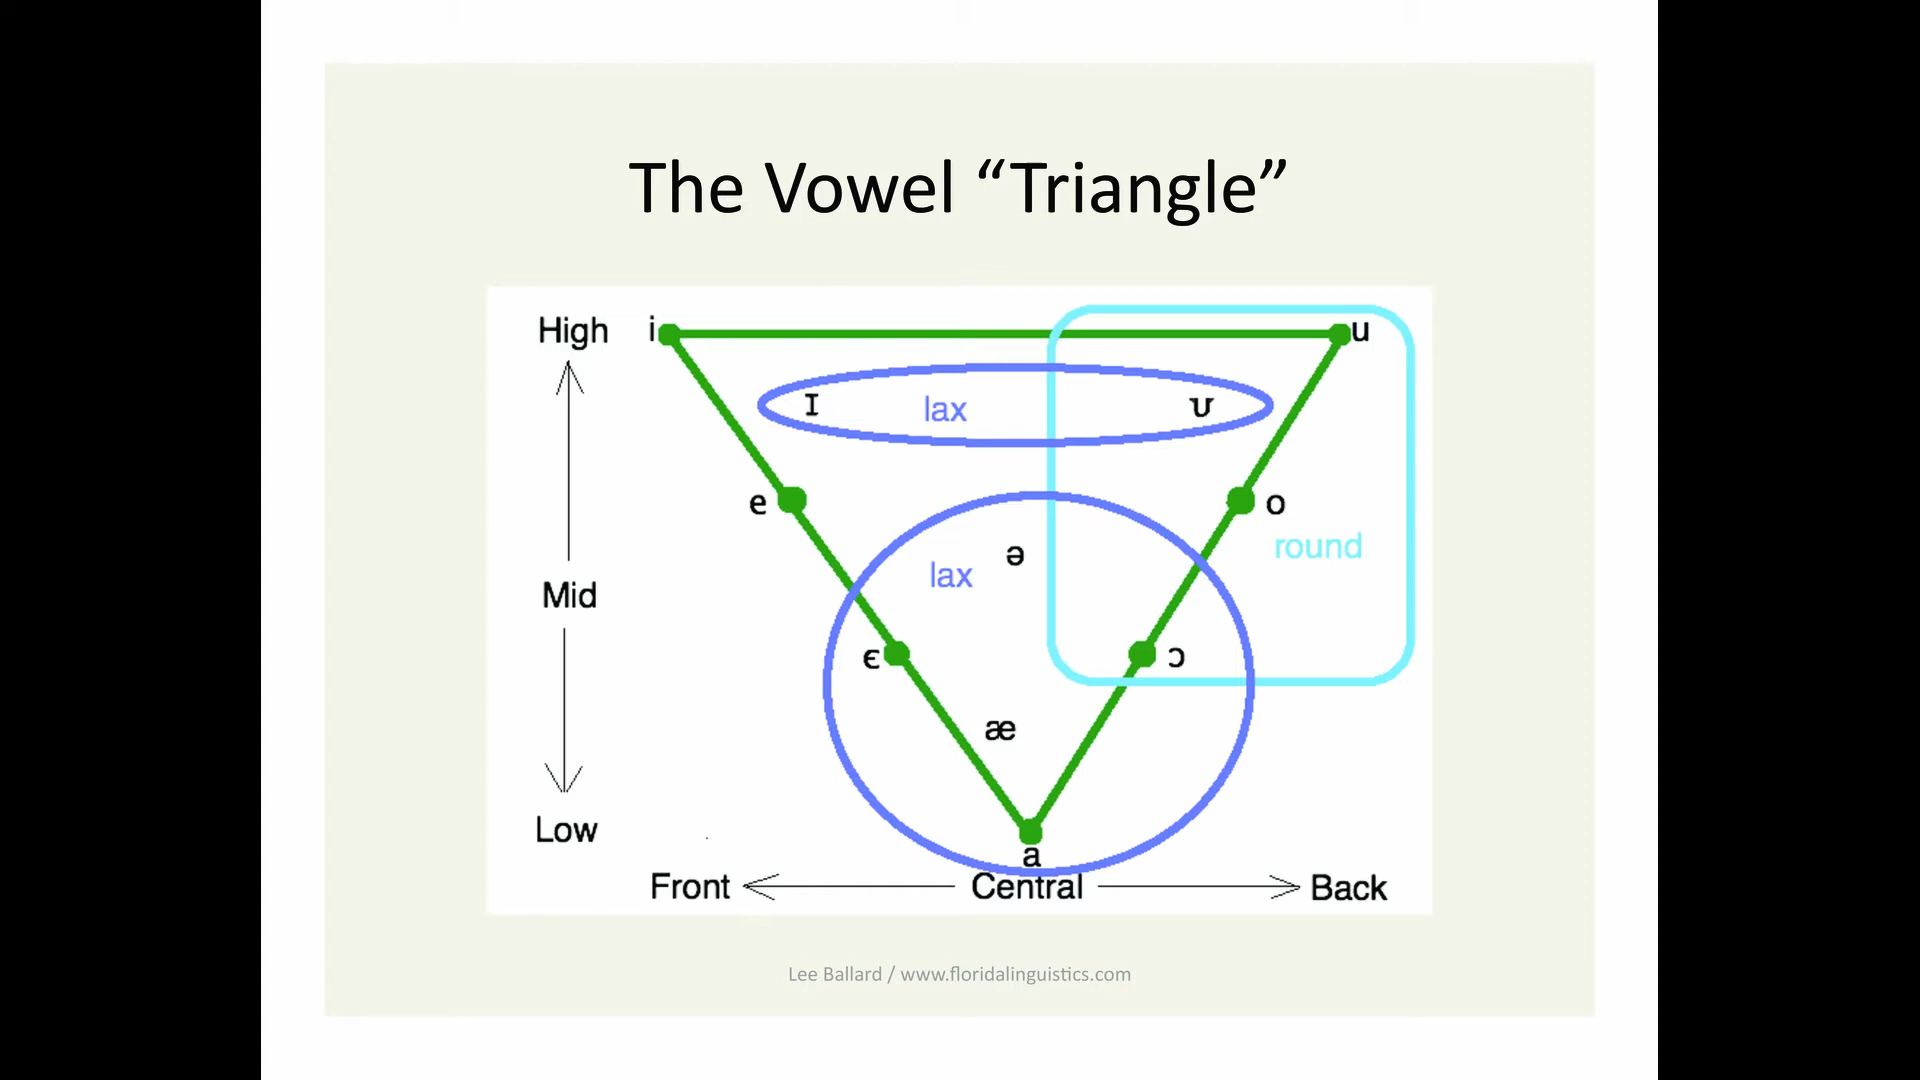 The Vowel “Triangle”
High i u
ɪ lax ʊ
e o
round
ə
lax
Mid
ϵ ɔ
æ
Low
a
Front Central Back
Lee Ballard / www.floridalinguistics.com